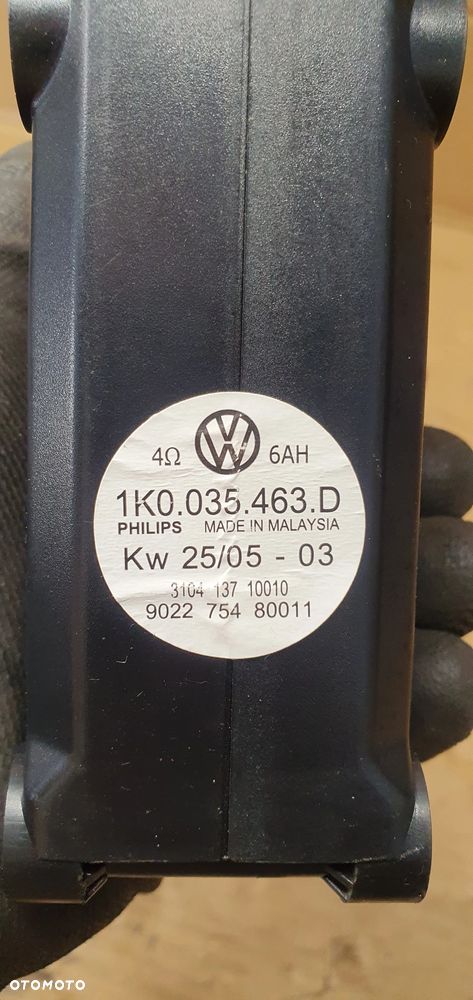 4Ω 6AH
1K0.035.463.D
PHILIPS MADE IN MALAYSIA
Kw 25/05 - 03
3104 137 10010
9022 754 80011
OTOMOTO